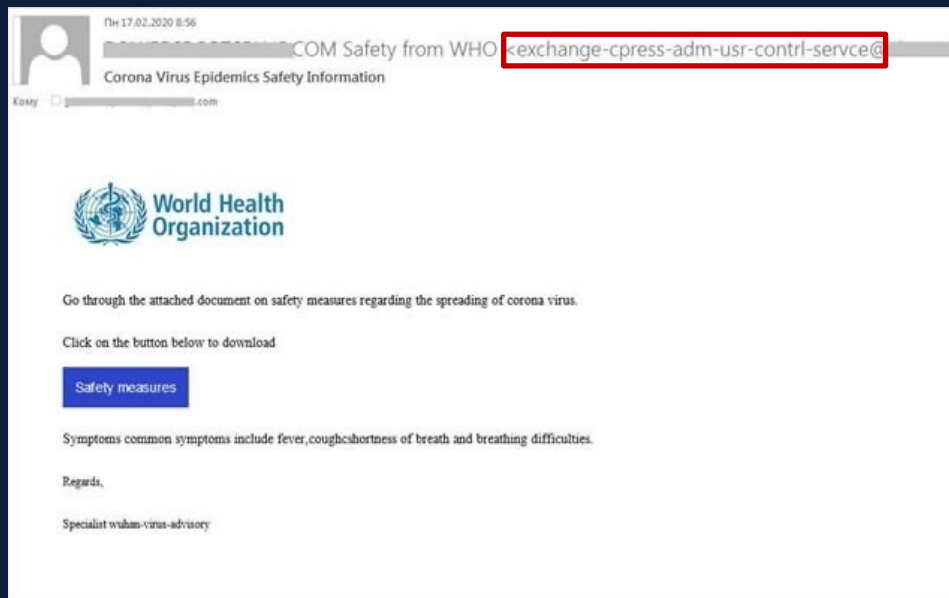 Пн 17.02.2020 8:56
COM Safety from WHO <exchange-cpress-adm-usr-contrl-servce@
Corona Virus Epidemics Safety Information
Кому .com
World Health
Organization
Go through the attached document on safety measures regarding the spreading of corona virus.
Click on the button below to download
Safety measures
Symptoms common symptoms include fever,coughcshortness of breath and breathing difficulties.
Regards,
Specialist wuhan-virus-advisory